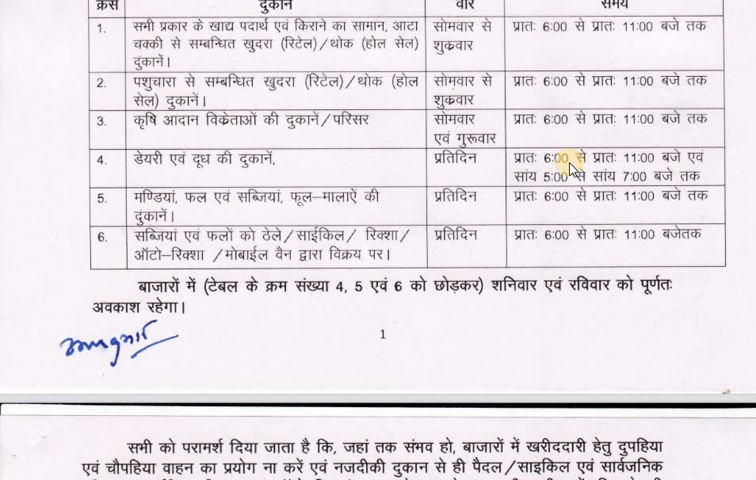 क्रसं दुकान वार समय
1. सभी प्रकार के खाद्य पदार्थ एवं किराने का सामान, आटा सोमवार से प्रातः 6:00 से प्रातः 11:00 बजे तक
चक्की से सम्बन्धित खुदरा (रिटेल)/थोक (होल सेल) शुक्रवार
दुकानें।
2. पशुचारा से सम्बन्धित खुदरा (रिटेल)/थोक (होल सोमवार से प्रातः 6:00 से प्रातः 11:00 बजे तक
सेल) दुकानें। शुक्रवार
3. कृषि आदान विक्रेताओं की दुकानें/परिसर सोमवार प्रातः 6:00 से प्रातः 11:00 बजे तक
एवं गुरूवार
4. डेयरी एवं दूध की दुकानें, प्रतिदिन प्रातः 6:00 से प्रातः 11:00 बजे एवं
सांय 5:00 से सांय 7:00 बजे तक
5. मण्डियां, फल एवं सब्जियां, फूल-मालाऐं की प्रतिदिन प्रातः 6:00 से प्रातः 11:00 बजे तक
दुकानें।
6. सब्जियां एवं फलों को ठेले/साईकिल/रिक्शा/ प्रतिदिन प्रातः 6:00 से प्रातः 11:00 बजेतक
ऑटो-रिक्शा/मोबाईल वैन द्वारा विक्रय पर।
बाजारों में (टेबल के क्रम संख्या 4, 5 एवं 6 को छोड़कर) शनिवार एवं रविवार को पूर्णतः
अवकाश रहेगा।
1
सभी को परामर्श दिया जाता है कि, जहां तक संभव हो, बाजारों में खरीददारी हेतु दुपहिया
एवं चौपहिया वाहन का प्रयोग ना करें एवं नजदीकी दुकान से ही पैदल/साइकिल एवं सार्वजनिक